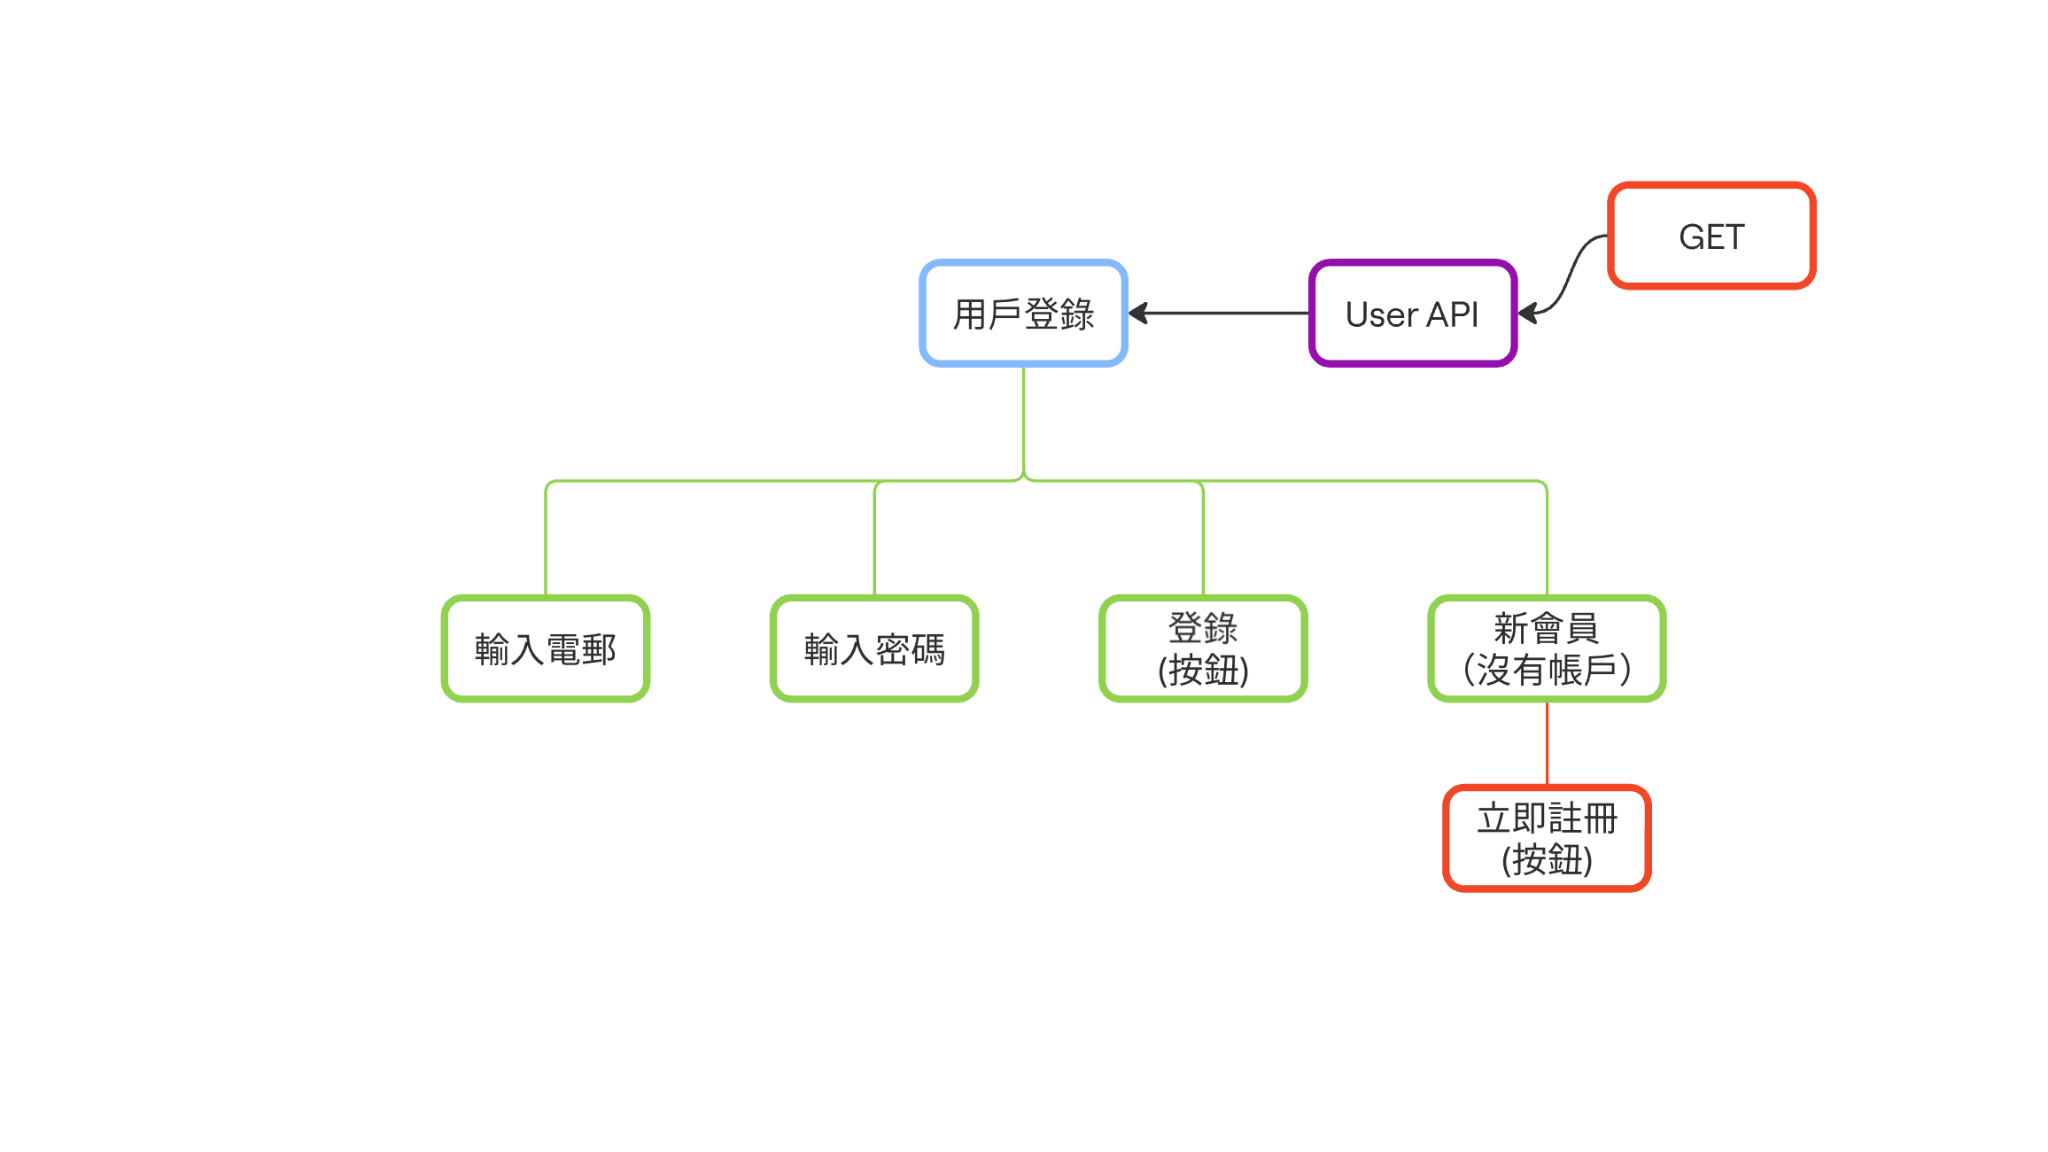 GET
用戶登錄
User API
輸入電郵
輸入密碼
登錄
(按鈕)
新會員
（沒有帳戶）
立即註冊
(按鈕)